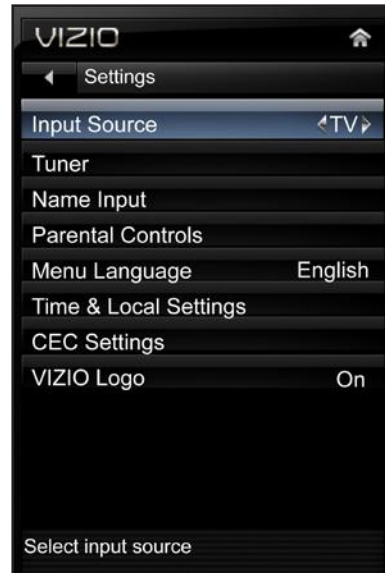 VIZIO
Settings
Input Source TV
Tuner
Name Input
Parental Controls
Menu Language English
Time & Local Settings
CEC Settings
VIZIO Logo On
Select input source